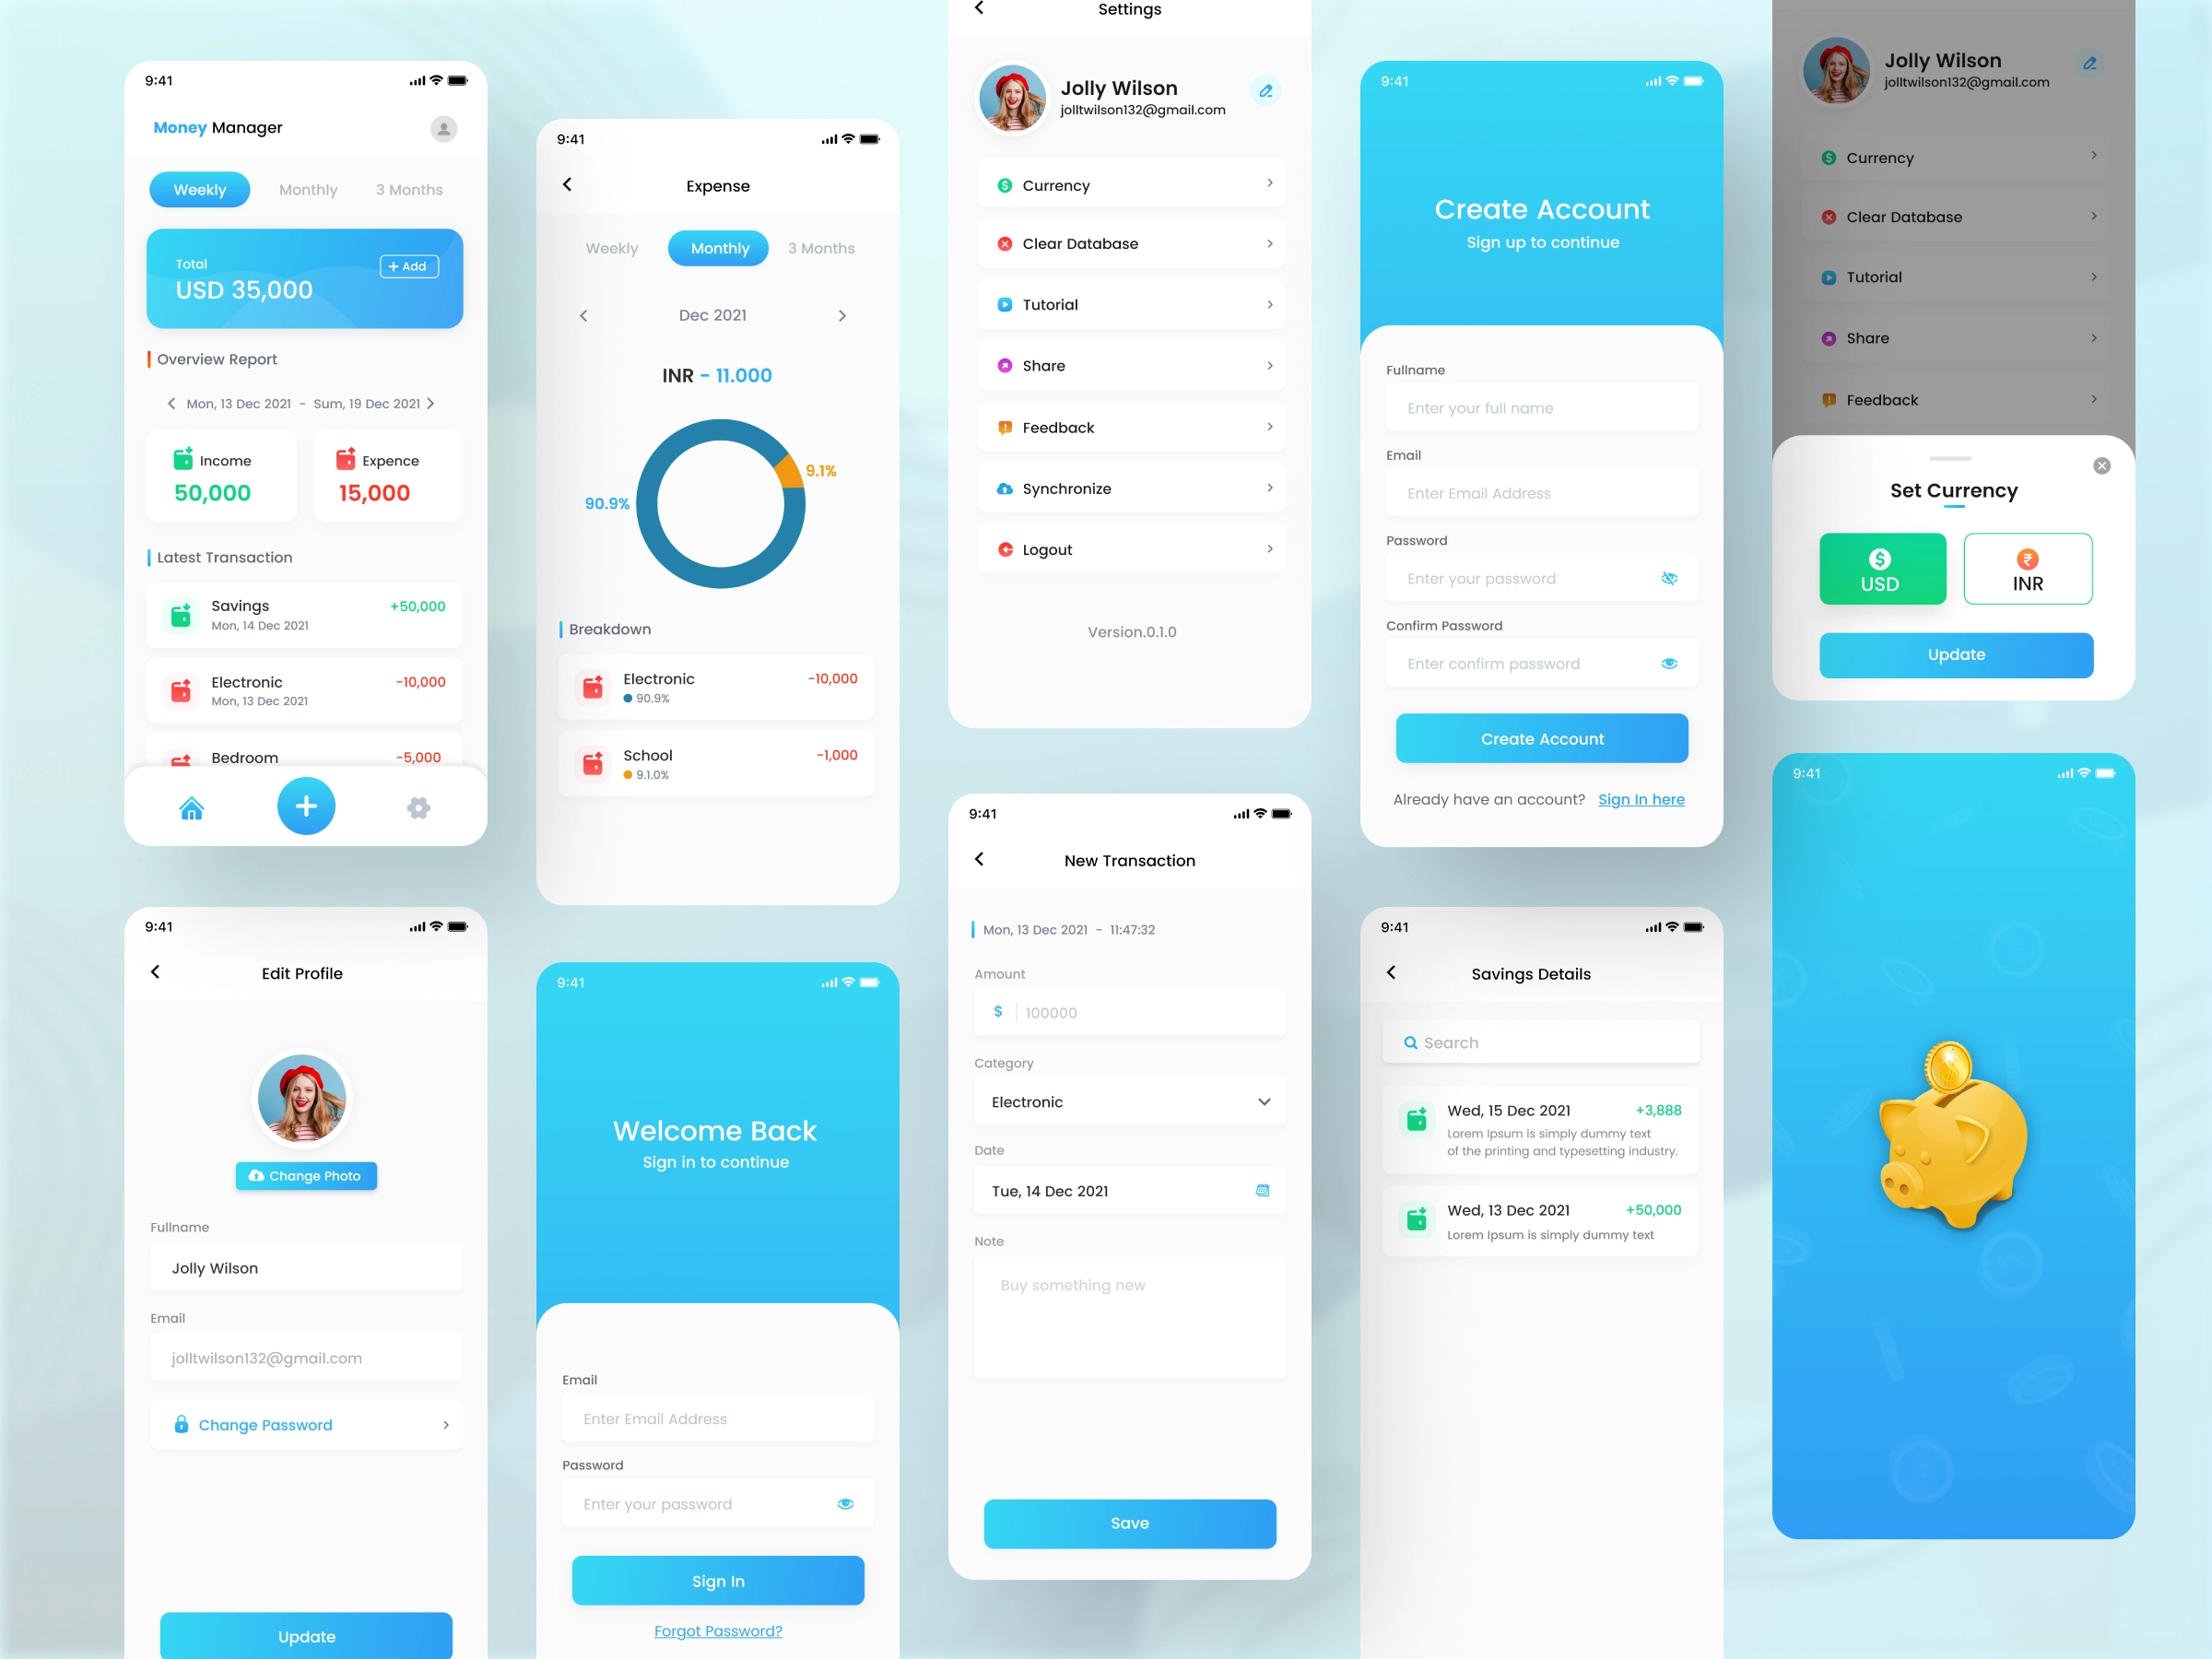 9:41
Money Manager
Weekly Monthly 3 Months
Total
USD 35,000
+ Add
Overview Report
Mon, 13 Dec 2021 - Sum, 19 Dec 2021
Income
50,000
Expence
15,000
Latest Transaction
Savings +50,000
Mon, 14 Dec 2021
Electronic -10,000
Mon, 13 Dec 2021
Bedroom -5,000
9:41
Edit Profile
Change Photo
Fullname
Jolly Wilson
Email
jolltwilson132@gmail.com
Change Password
Update
9:41
Expense
Weekly Monthly 3 Months
Dec 2021
INR - 11.000
9.1%
90.9%
Breakdown
Electronic -10,000
90.9%
School -1,000
9.1.0%
9:41
Welcome Back
Sign in to continue
Email
Enter Email Address
Password
Enter your password
Sign In
Forgot Password?
Settings
Jolly Wilson
jolltwilson132@gmail.com
Currency
Clear Database
Tutorial
Share
Feedback
Synchronize
Logout
Version.0.1.0
9:41
New Transaction
Mon, 13 Dec 2021 - 11:47:32
Amount
$ 100000
Category
Electronic
Date
Tue, 14 Dec 2021
Note
Buy something new
Save
9:41
Create Account
Sign up to continue
Fullname
Enter your full name
Email
Enter Email Address
Password
Enter your password
Confirm Password
Enter confirm password
Create Account
Already have an account? Sign In here
9:41
Savings Details
Search
Wed, 15 Dec 2021 +3,888
Lorem Ipsum is simply dummy text
of the printing and typesetting industry.
Wed, 13 Dec 2021 +50,000
Lorem Ipsum is simply dummy text
Jolly Wilson
jolltwilson132@gmail.com
Currency
Clear Database
Tutorial
Share
Feedback
Set Currency
$
USD
₹
INR
Update
9:41